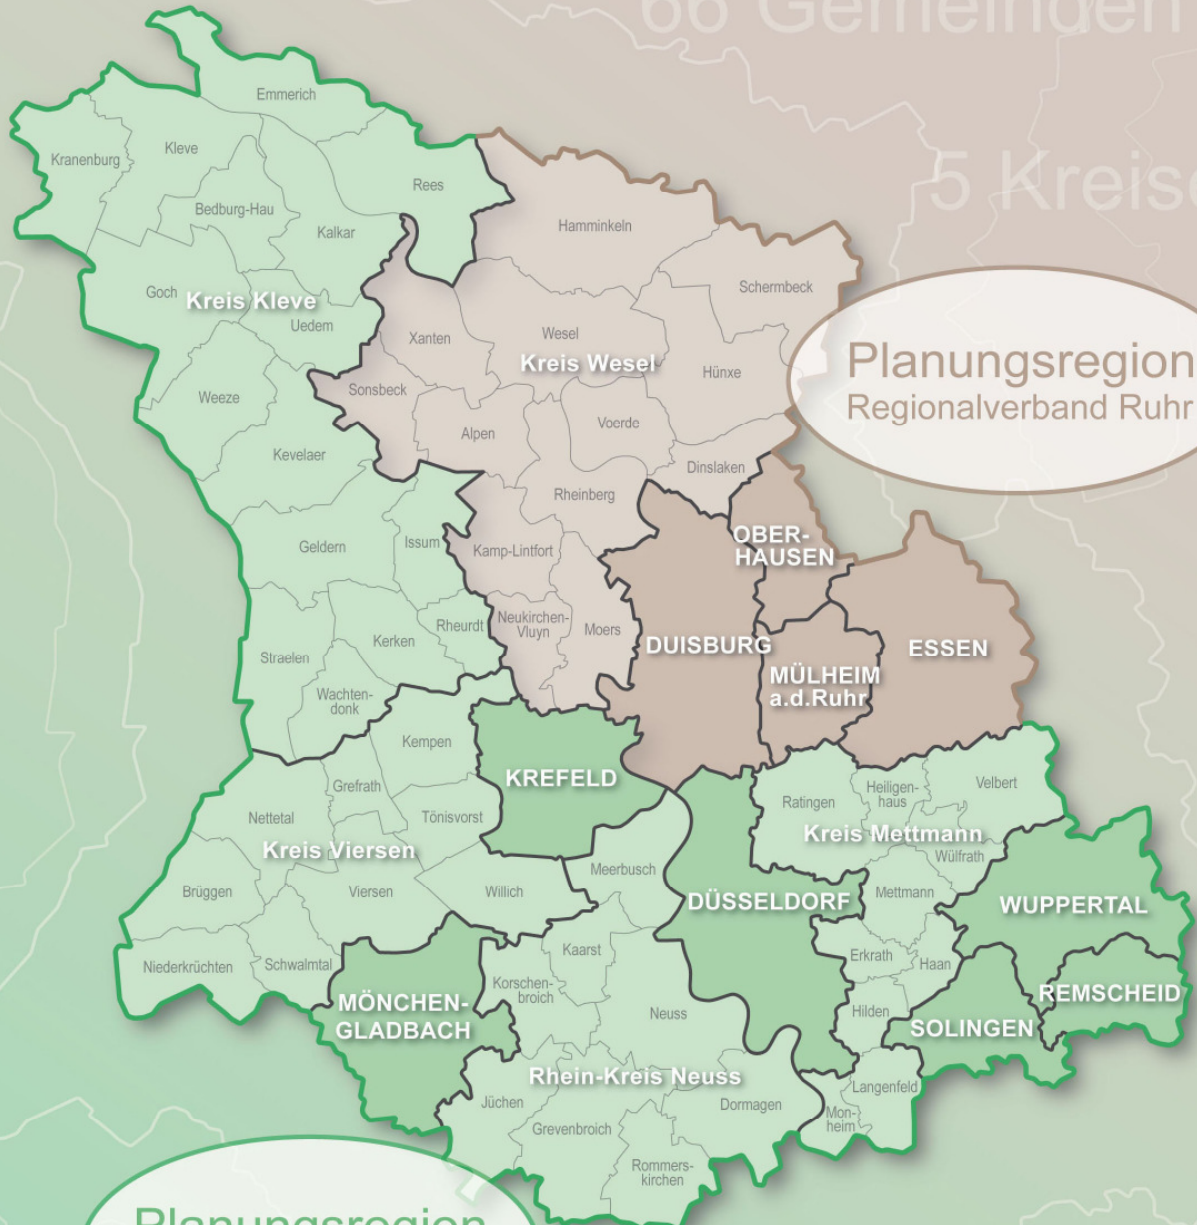 66 Gemeinden
5 Kreise
Emmerich
Kranenburg
Kleve
Rees
Bedburg-Hau
Kalkar
Hamminkeln
Schermbeck
Goch
Kreis Kleve
Uedem
Xanten
Wesel
Kreis Wesel
Hünxe
Planungsregion
Regionalverband Ruhr
Weeze
Sonsbeck
Alpen
Voerde
Kevelaer
Dinslaken
Rheinberg
Geldern
Issum
Kamp-Lintfort
OBER-
HAUSEN
Neukirchen-
Vluyn
Moers
Rheurdt
Kerken
DUISBURG
ESSEN
Straelen
MÜLHEIM
a.d.Ruhr
Wachten-
donk
Kempen
KREFELD
Grefrath
Nettetal
Tönisvorst
Ratingen
Heiligen-
haus
Velbert
Kreis Mettmann
Kreis Viersen
Wülfrath
Meerbusch
Brüggen
Viersen
Willich
DÜSSELDORF
Mettmann
WUPPERTAL
Niederkrüchten
Schwalmtal
Kaarst
Erkrath
Haan
Korschen-
broich
MÖNCHEN-
GLADBACH
Neuss
Hilden
REMSCHEID
SOLINGEN
Rhein-Kreis Neuss
Jüchen
Dormagen
Langenfeld
Mon-
heim
Grevenbroich
Rommers-
kirchen
Planungsregion